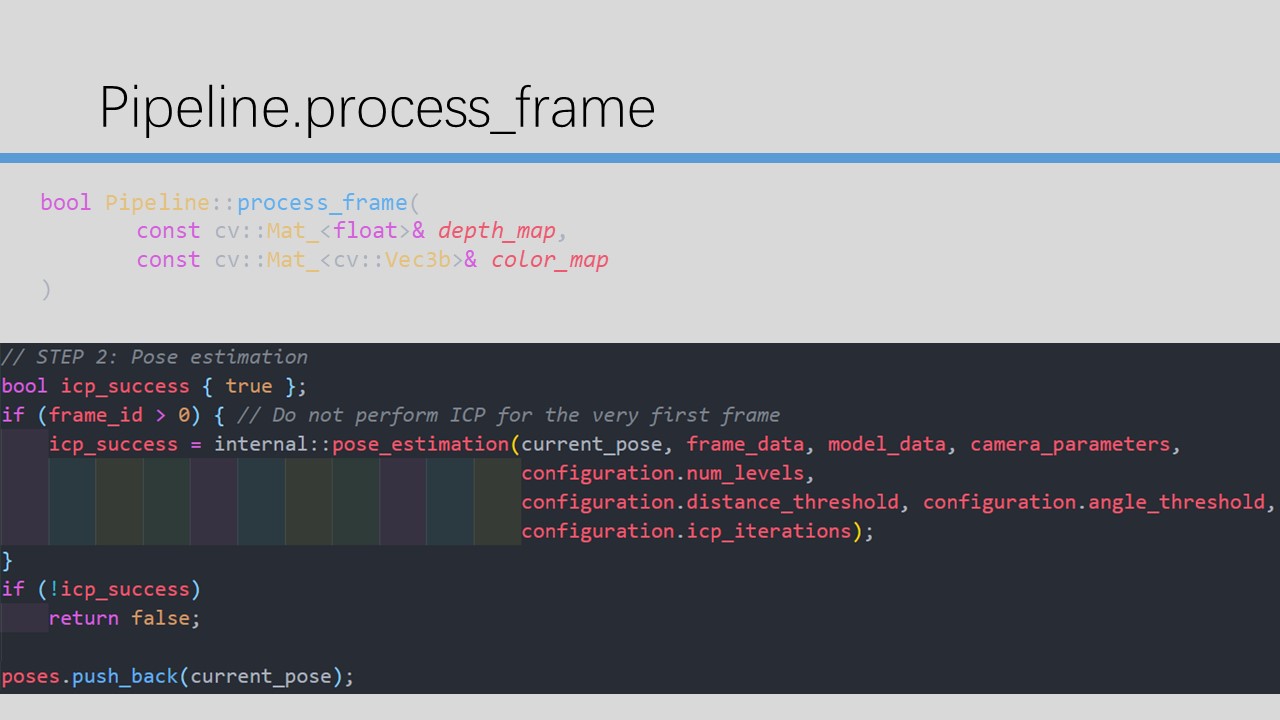 Pipeline.process_frame
bool Pipeline::process_frame(
const cv::Mat_<float>& depth_map,
const cv::Mat_<cv::Vec3b>& color_map
)
// STEP 2: Pose estimation
bool icp_success { true };
if (frame_id > 0) { // Do not perform ICP for the very first frame
icp_success = internal::pose_estimation(current_pose, frame_data, model_data, camera_parameters,
configuration.num_levels,
configuration.distance_threshold, configuration.angle_threshold,
configuration.icp_iterations);
}
if (!icp_success)
return false;
poses.push_back(current_pose);